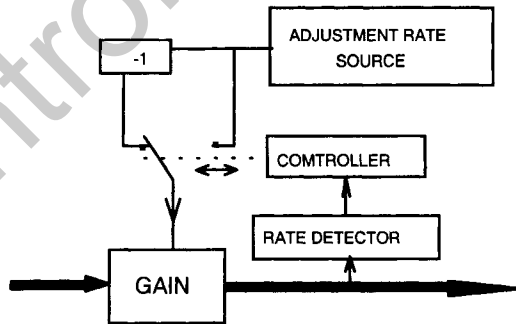 ADJUSTMENT RATE
SOURCE
-1
COMTROLLER
RATE DETECTOR
GAIN